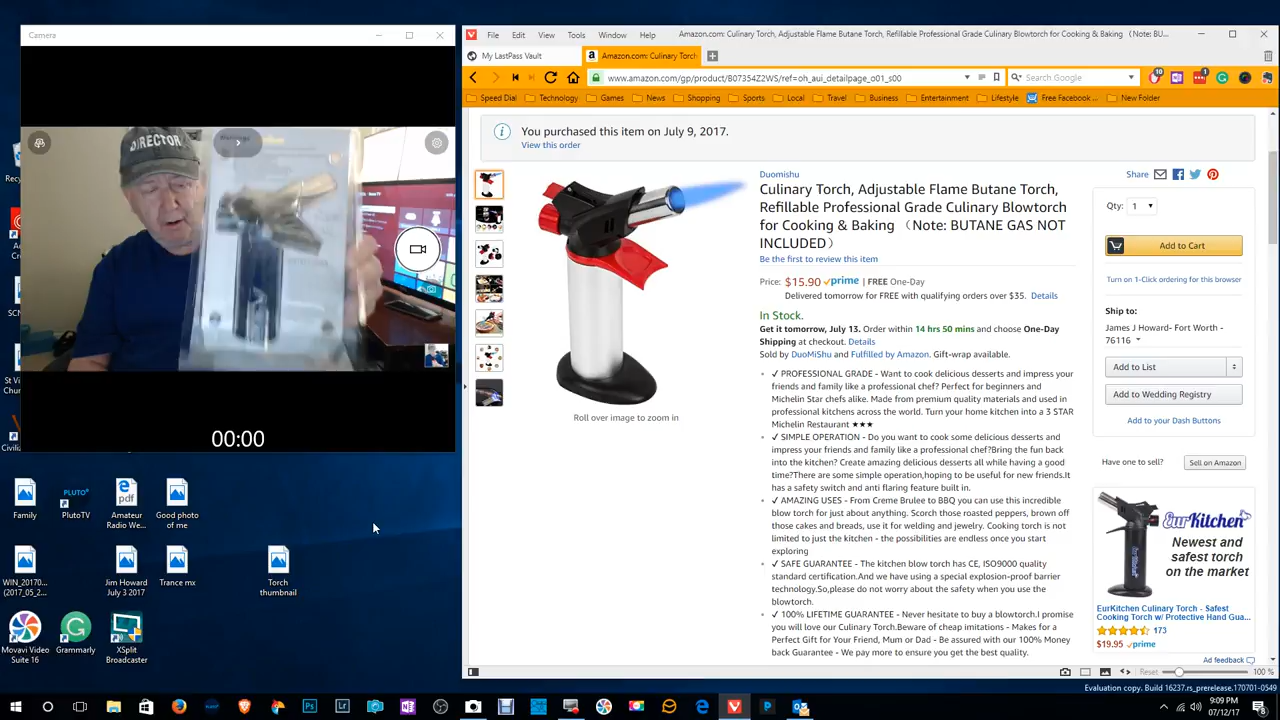 Camera
DIRECTOR
00:00
Family
PlutoTV
PLUTO
Amateur
Radio We...
Good photo
of me
WIN_20170...
(2017_05_2...
Jim Howard
July 3 2017
Trance mx
Torch
thumbnail
Movavi Video
Suite 16
Grammarly
XSplit
Broadcaster
File Edit View Tools Window Help
Amazon.com: Culinary Torch, Adjustable Flame Butane Torch, Refillable Professional Grade Culinary Blowtorch for Cooking & Baking （Note: BU...
My LastPass Vault
Amazon.com: Culinary Torch
www.amazon.com/gp/product/B07354Z2WS/ref=oh_aui_detailpage_o01_s00
Search Google
Speed Dial Technology Games News Shopping Sports Local Travel Business Entertainment Lifestyle Free Facebook... New Folder
You purchased this item on July 9, 2017.
View this order
Duomishu
Culinary Torch, Adjustable Flame Butane Torch,
Refillable Professional Grade Culinary Blowtorch
for Cooking & Baking （Note: BUTANE GAS NOT
INCLUDED）
Be the first to review this item
Price: $15.90 prime | FREE One-Day
Delivered tomorrow for FREE with qualifying orders over $35. Details
In Stock.
Get it tomorrow, July 13. Order within 14 hrs 50 mins and choose One-Day
Shipping at checkout. Details
Sold by DuoMiShu and Fulfilled by Amazon. Gift-wrap available.
✓ PROFESSIONAL GRADE - Want to cook delicious desserts and impress your
friends and family like a professional chef? Perfect for beginners and
Michelin Star chefs alike. Made from premium quality materials and used in
professional kitchens across the world. Turn your home kitchen into a 3 STAR
Michelin Restaurant ★★★
✓ SIMPLE OPERATION - Do you want to cook some delicious desserts and
impress your friends and family like a professional chef?Bring the fun back
into the kitchen? Create amazing delicious desserts all while having a good
time?There are some simple operation,hoping to be useful for new friends.It
has a safety switch and anti flaring feature built in.
✓ AMAZING USES - From Creme Brulee to BBQ you can use this incredible
blow torch for just about anything. Scorch those roasted peppers, brown off
those cakes and breads, use it for welding and jewelry. Cooking torch is not
limited to just the kitchen - the possibilities are endless once you start
exploring
✓ SAFE GUARANTEE - The kitchen blow torch has CE, ISO9000 quality
standard certification.And we have using a special explosion-proof barrier
technology.So,please do not worry about the safety when you use the
blowtorch.
✓ 100% LIFETIME GUARANTEE - Never hesitate to buy a blowtorch.I promise
you will love our Culinary Torch.Beware of cheap imitations - Makes for a
Perfect Gift for Your Friend, Mum or Dad - Be assured with our 100% Money
back Guarantee - We pay more to ensure you get the best quality.
Roll over image to zoom in
Share
Qty: 1
Add to Cart
Turn on 1-Click ordering for this browser
Ship to:
James J Howard- Fort Worth -
76116
Add to List
Add to Wedding Registry
Add to your Dash Buttons
Have one to sell? Sell on Amazon
EurKitchen
Newest and
safest torch
on the market
EurKitchen Culinary Torch - Safest
Cooking Torch w/ Protective Hand Gua...
173
$19.95 prime
Ad feedback
Reset 100 %
Evaluation copy. Build 16237.rs_prerelease.170701-0549
9:09 PM
07/12/17